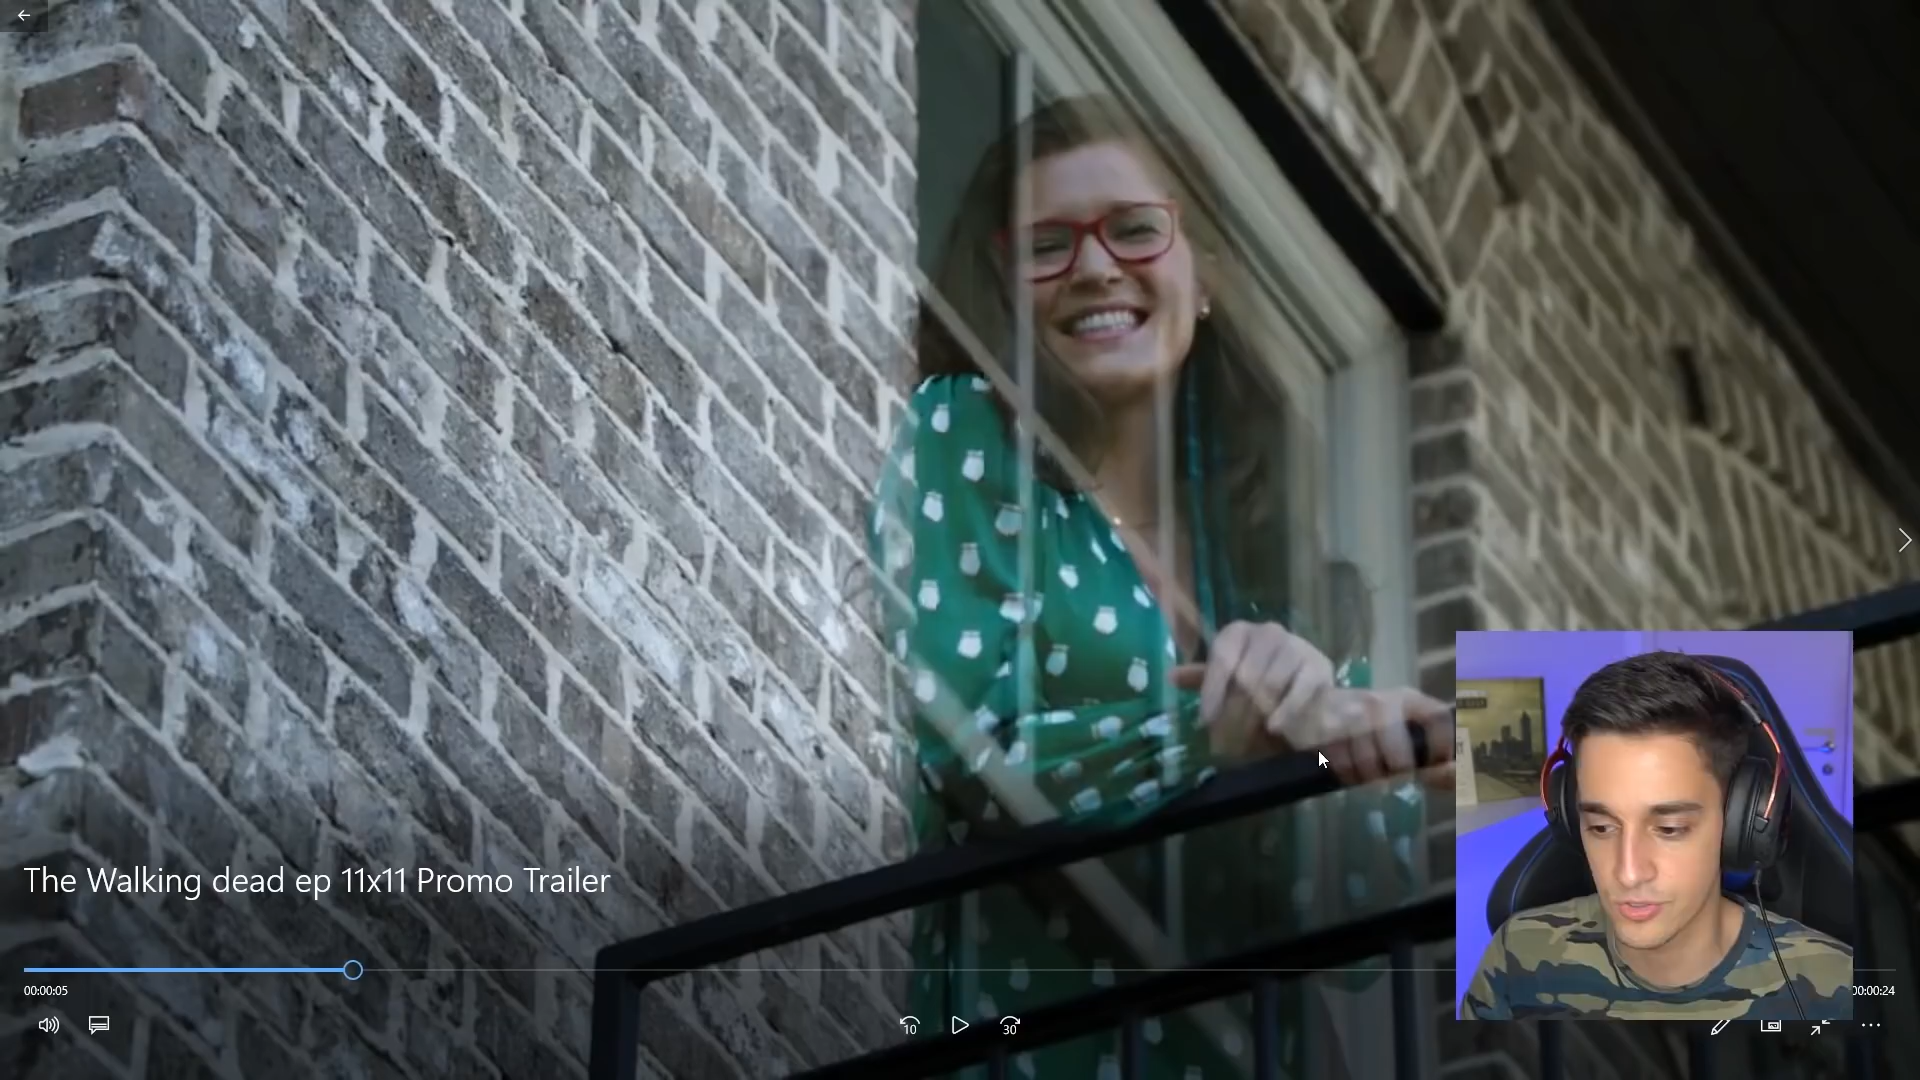 The Walking dead ep 11x11 Promo Trailer
00:00:05
00:00:24
10
30